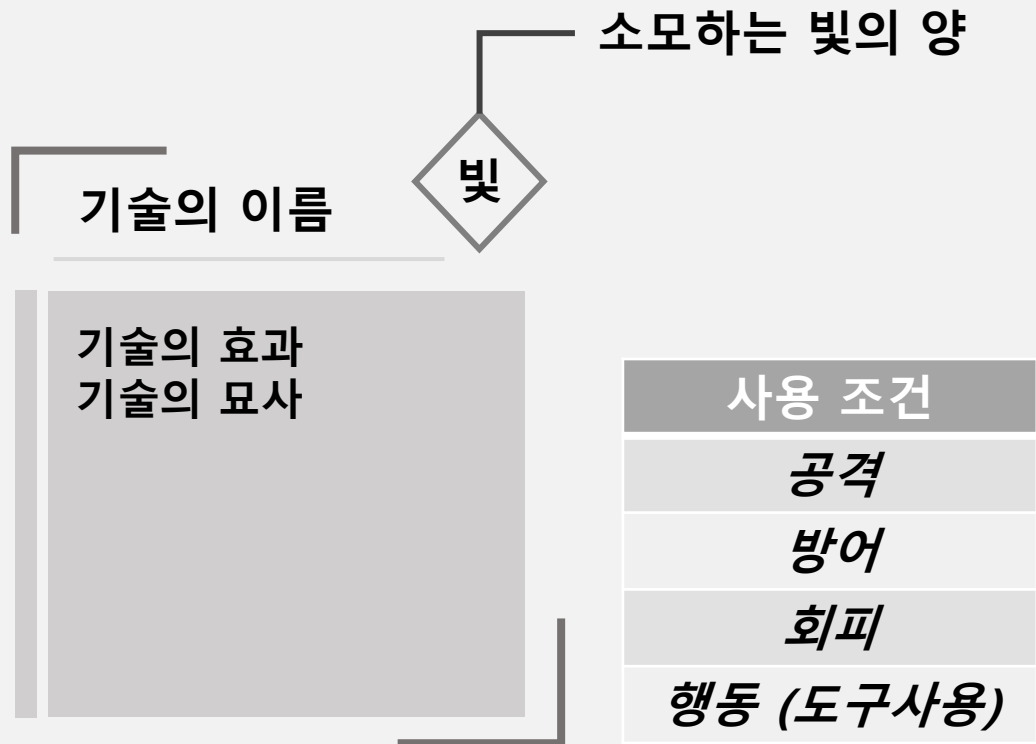 소모하는 빛의 양
빛
기술의 이름
기술의 효과
기술의 묘사
사용 조건
공격
방어
회피
행동 (도구사용)